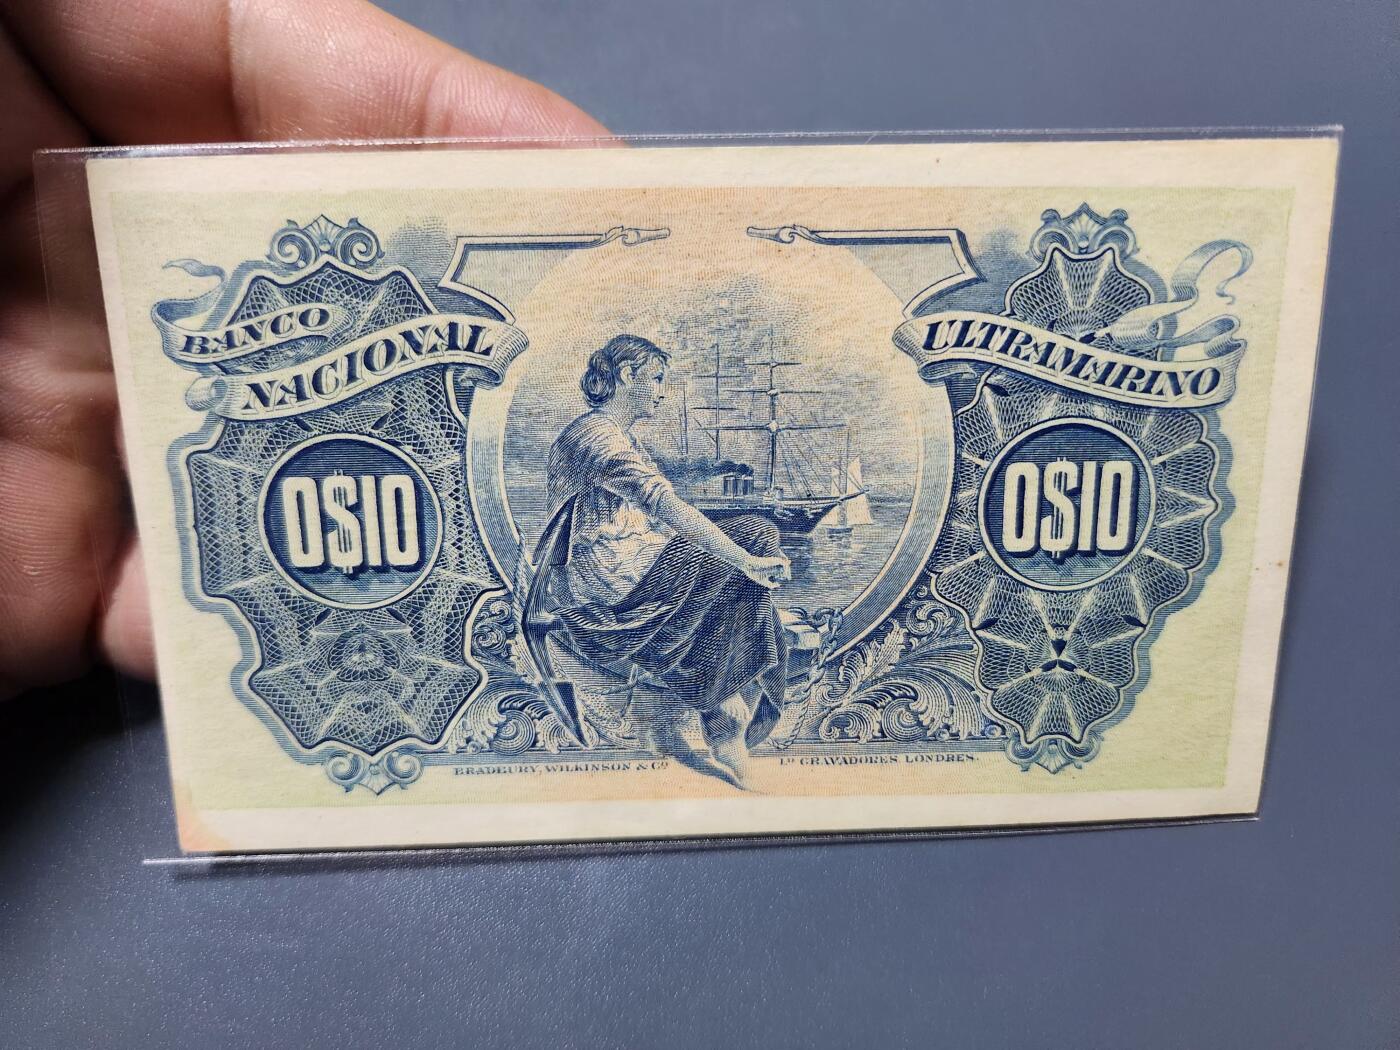 BANCO
NACIONAL
ULTRAMARINO
0$10
0$10
BRADBURY, WILKINSON & Cº Lᴰ GRAVADORES LONDRES.